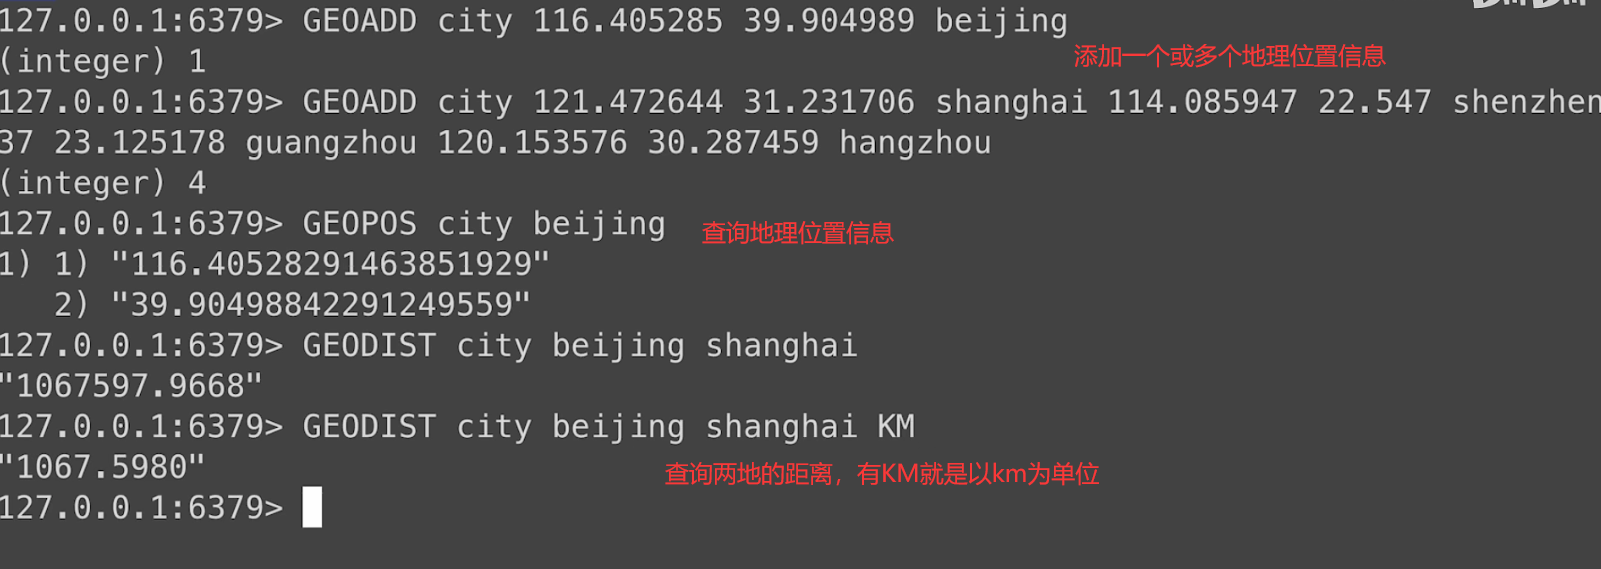 127.0.0.1:6379> GEOADD city 116.405285 39.904989 beijing
(integer) 1
添加一个或多个地理位置信息
127.0.0.1:6379> GEOADD city 121.472644 31.231706 shanghai 114.085947 22.547 shenzhen
37 23.125178 guangzhou 120.153576 30.287459 hangzhou
(integer) 4
127.0.0.1:6379> GEOPOS city beijing
查询地理位置信息
1) 1) "116.40528291463851929"
2) "39.90498842291249559"
127.0.0.1:6379> GEODIST city beijing shanghai
"1067597.9668"
127.0.0.1:6379> GEODIST city beijing shanghai KM
"1067.5980"
查询两地的距离，有KM就是以km为单位
127.0.0.1:6379>